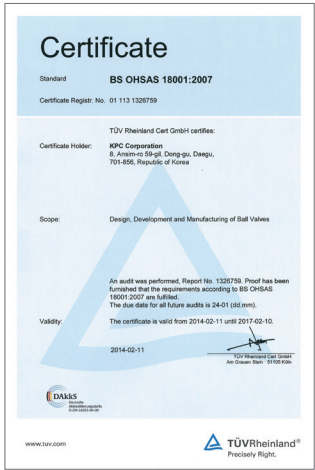 Certificate
Standard BS OHSAS 18001:2007
Certificate Registr. No. 01 113 1326759
TÜV Rheinland Cert GmbH certifies:
Certificate Holder: KPC Corporation
8, Ansim-ro 59-gil, Dong-gu, Daegu,
701-856, Republic of Korea
Scope: Design, Development and Manufacturing of Ball Valves
An audit was performed, Report No. 1326759. Proof has been
furnished that the requirements according to BS OHSAS
18001:2007 are fulfilled.
The due date for all future audits is 24-01 (dd.mm).
Validity: The certificate is valid from 2014-02-11 until 2017-02-10.
2014-02-11
TÜV Rheinland Cert GmbH
Am Grauen Stein · 51105 Köln
DAkkS
Deutsche
Akkreditierungsstelle
www.tuv.com
TÜVRheinland®
Precisely Right.